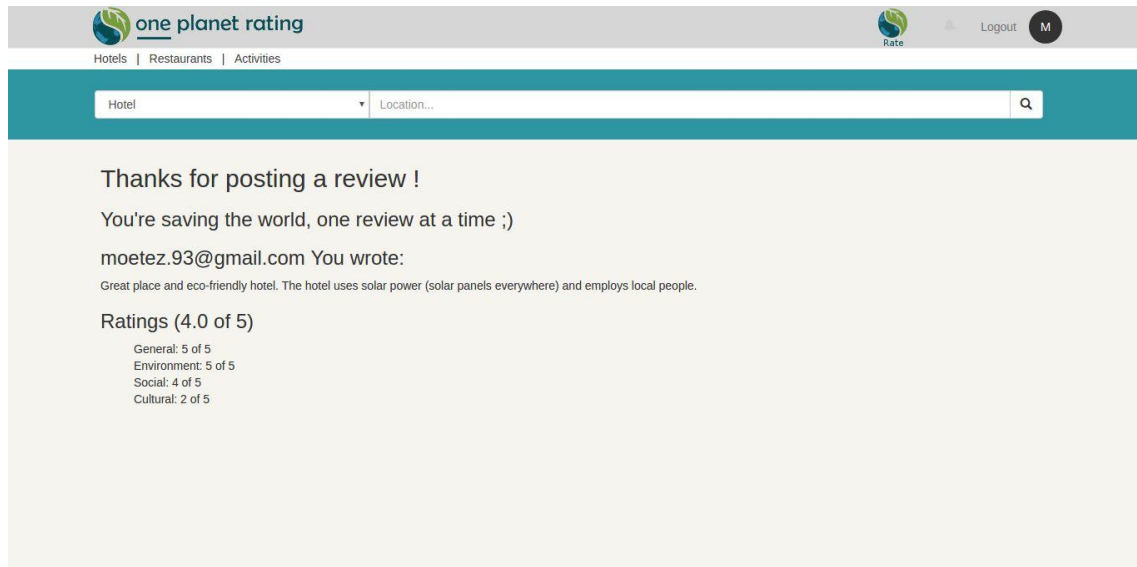 one planet rating
Rate
Logout
M
Hotels | Restaurants | Activities
Hotel
Location...
Thanks for posting a review !
You're saving the world, one review at a time ;)
moetez.93@gmail.com You wrote:
Great place and eco-friendly hotel. The hotel uses solar power (solar panels everywhere) and employs local people.
Ratings (4.0 of 5)
General: 5 of 5
Environment: 5 of 5
Social: 4 of 5
Cultural: 2 of 5